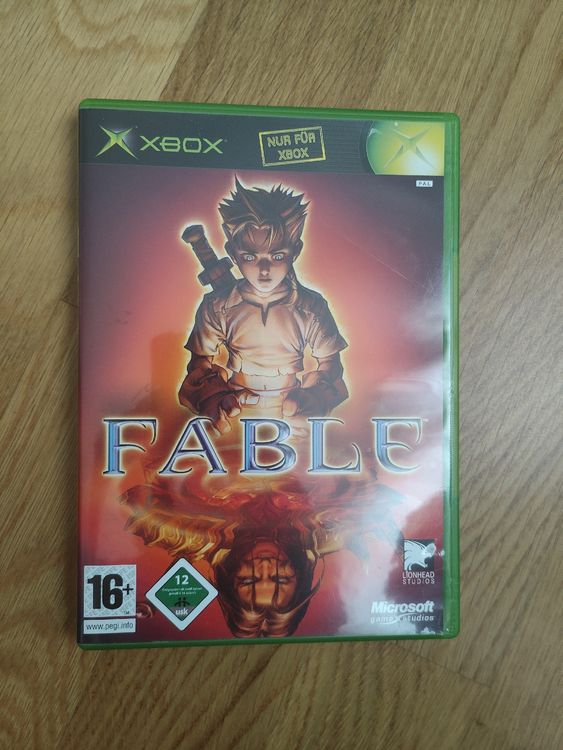 XBOX
NUR FÜR
XBOX
PAL
FABLE
LIONHEAD
STUDIOS
16+
www.pegi.info
12
usk
Microsoft
game studios